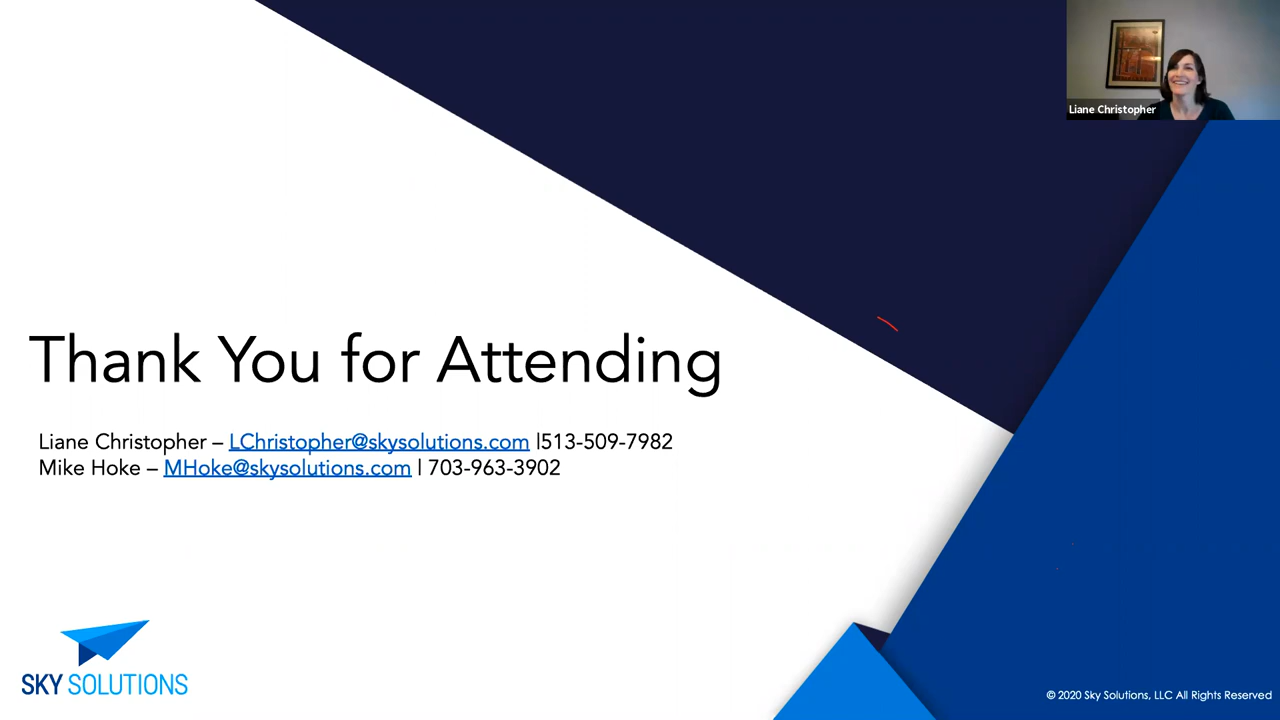 Liane Christopher
Thank You for Attending
Liane Christopher – LChristopher@skysolutions.com |513-509-7982
Mike Hoke – MHoke@skysolutions.com | 703-963-3902
SKY SOLUTIONS
© 2020 Sky Solutions, LLC All Rights Reserved